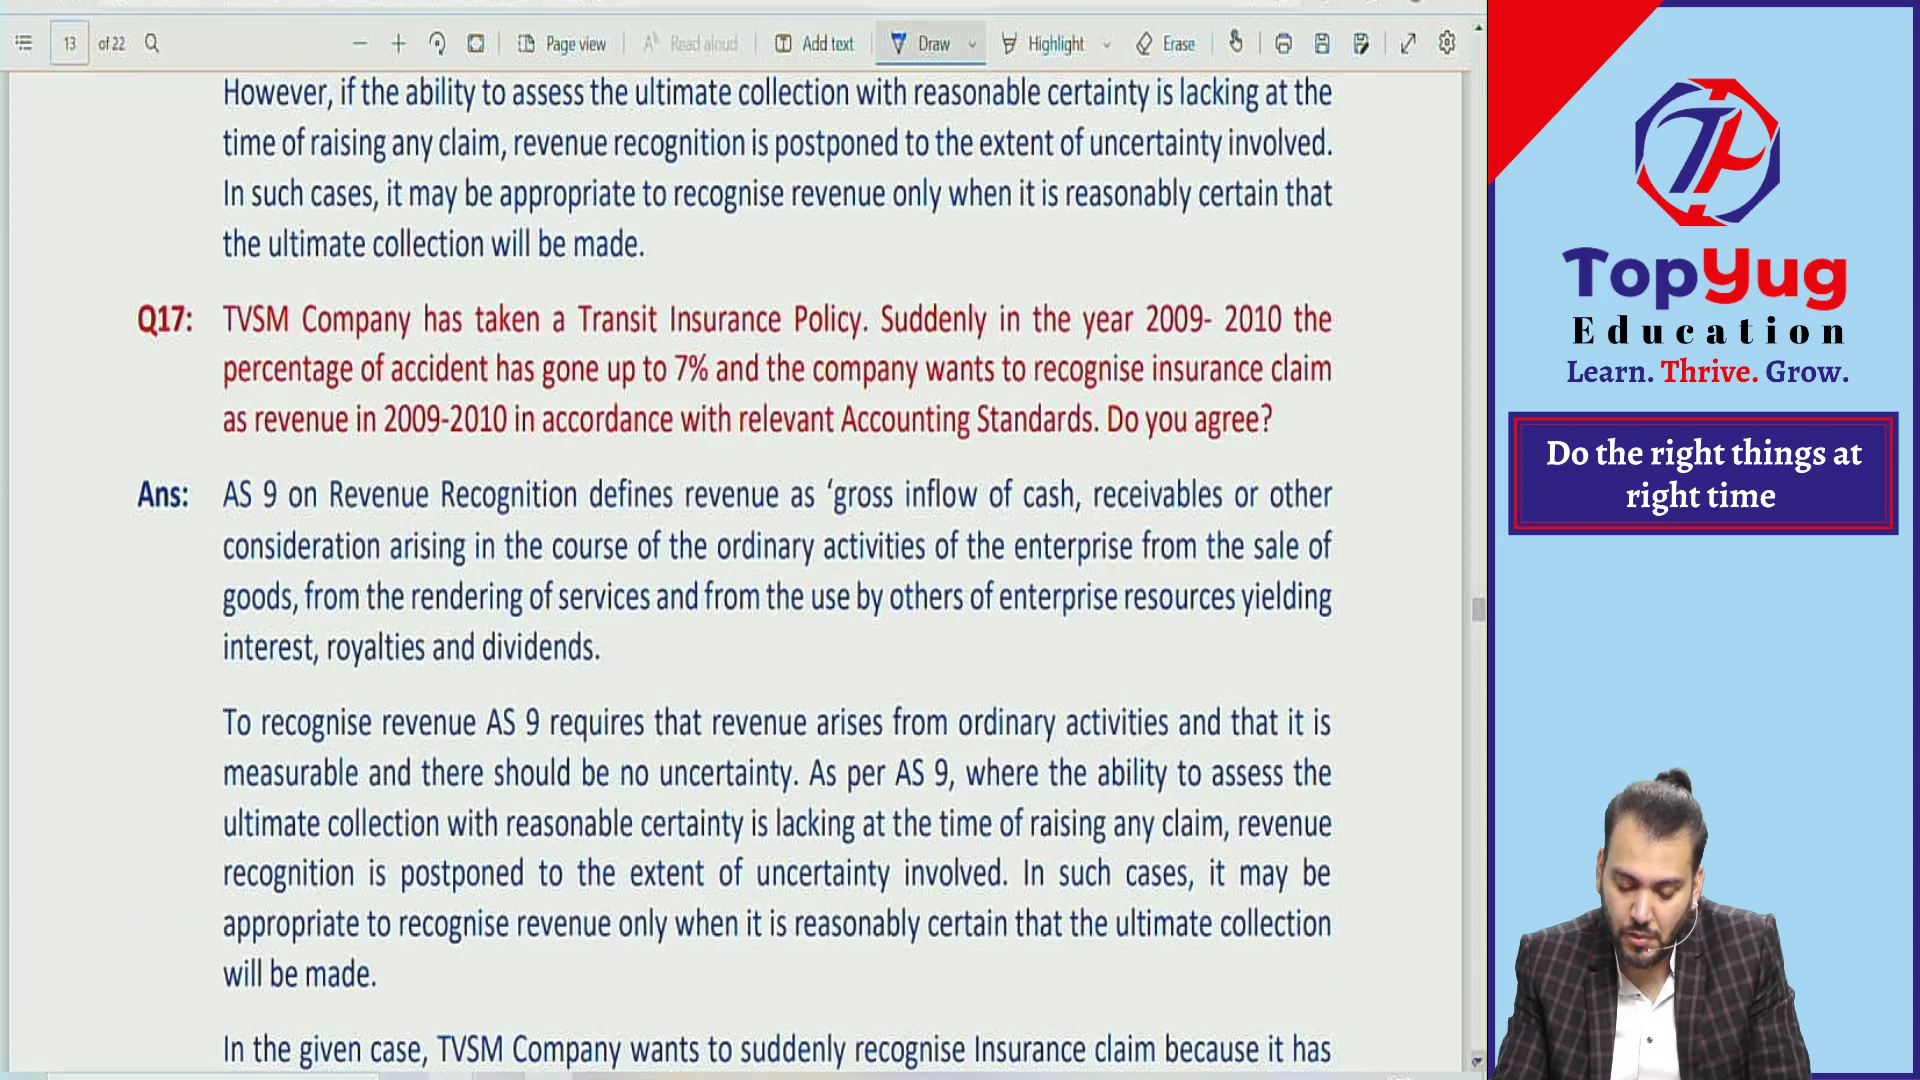 13 of 22 Page view Read aloud Add text Draw Highlight Erase
However, if the ability to assess the ultimate collection with reasonable certainty is lacking at the
time of raising any claim, revenue recognition is postponed to the extent of uncertainty involved.
In such cases, it may be appropriate to recognise revenue only when it is reasonably certain that
the ultimate collection will be made.
Q17: TVSM Company has taken a Transit Insurance Policy. Suddenly in the year 2009- 2010 the
percentage of accident has gone up to 7% and the company wants to recognise insurance claim
as revenue in 2009-2010 in accordance with relevant Accounting Standards. Do you agree?
Ans: AS 9 on Revenue Recognition defines revenue as ‘gross inflow of cash, receivables or other
consideration arising in the course of the ordinary activities of the enterprise from the sale of
goods, from the rendering of services and from the use by others of enterprise resources yielding
interest, royalties and dividends.
To recognise revenue AS 9 requires that revenue arises from ordinary activities and that it is
measurable and there should be no uncertainty. As per AS 9, where the ability to assess the
ultimate collection with reasonable certainty is lacking at the time of raising any claim, revenue
recognition is postponed to the extent of uncertainty involved. In such cases, it may be
appropriate to recognise revenue only when it is reasonably certain that the ultimate collection
will be made.
In the given case, TVSM Company wants to suddenly recognise Insurance claim because it has
TopYug
Education
Learn. Thrive. Grow.
Do the right things at
right time